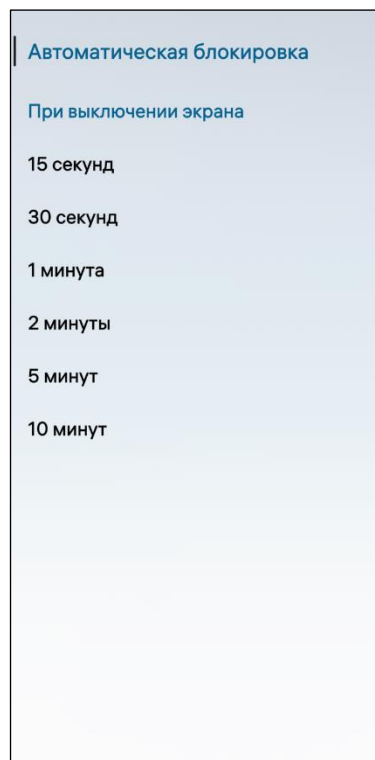 Автоматическая блокировка
При выключении экрана
15 секунд
30 секунд
1 минута
2 минуты
5 минут
10 минут